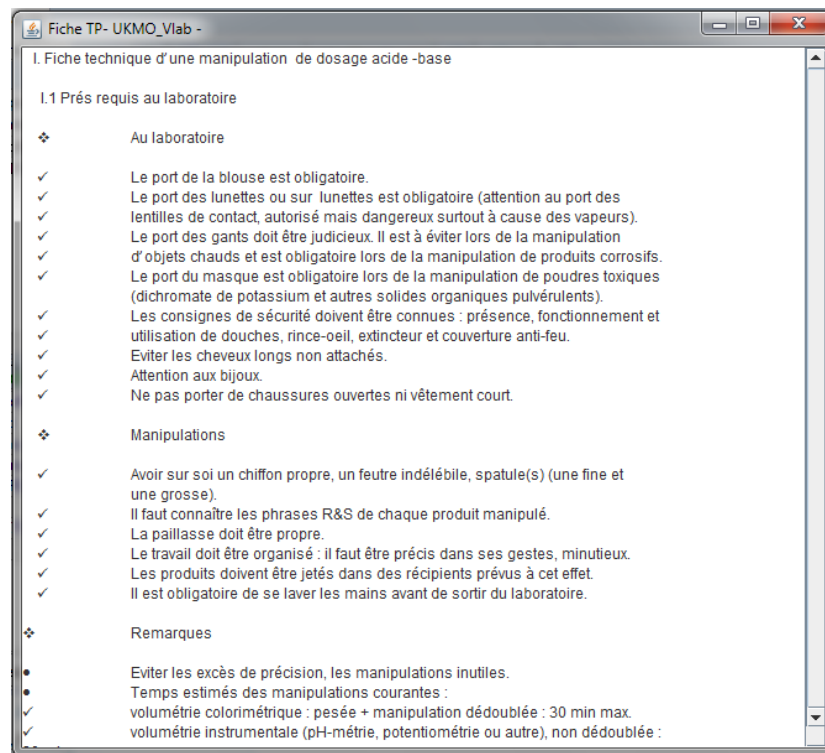 Fiche TP- UKMO_Vlab -
I. Fiche technique d'une manipulation de dosage acide -base
I.1 Prés requis au laboratoire
❖ Au laboratoire
✓ Le port de la blouse est obligatoire.
✓ Le port des lunettes ou sur lunettes est obligatoire (attention au port des
✓ lentilles de contact, autorisé mais dangereux surtout à cause des vapeurs).
✓ Le port des gants doit être judicieux. Il est à éviter lors de la manipulation
✓ d'objets chauds et est obligatoire lors de la manipulation de produits corrosifs.
✓ Le port du masque est obligatoire lors de la manipulation de poudres toxiques
(dichromate de potassium et autres solides organiques pulvérulents).
✓ Les consignes de sécurité doivent être connues : présence, fonctionnement et
✓ utilisation de douches, rince-oeil, extincteur et couverture anti-feu.
✓ Eviter les cheveux longs non attachés.
✓ Attention aux bijoux.
✓ Ne pas porter de chaussures ouvertes ni vêtement court.
❖ Manipulations
✓ Avoir sur soi un chiffon propre, un feutre indélébile, spatule(s) (une fine et
une grosse).
✓ Il faut connaître les phrases R&S de chaque produit manipulé.
✓ La paillasse doit être propre.
✓ Le travail doit être organisé : il faut être précis dans ses gestes, minutieux.
✓ Les produits doivent être jetés dans des récipients prévus à cet effet.
✓ Il est obligatoire de se laver les mains avant de sortir du laboratoire.
❖ Remarques
● Eviter les excès de précision, les manipulations inutiles.
● Temps estimés des manipulations courantes :
✓ volumétrie colorimétrique : pesée + manipulation dédoublée : 30 min max.
✓ volumétrie instrumentale (pH-métrie, potentiométrie ou autre), non dédoublée :